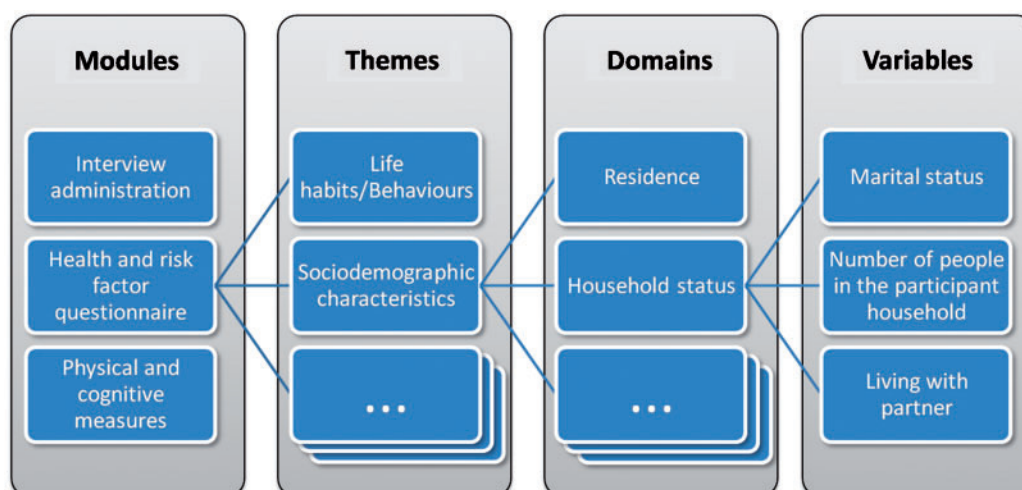 Modules
Interview
administration
Health and risk
factor
questionnaire
Physical and
cognitive
measures
Themes
Life
habits/Behaviours
Sociodemographic
characteristics
...
Domains
Residence
Household status
...
Variables
Marital status
Number of people
in the participant
household
Living with
partner